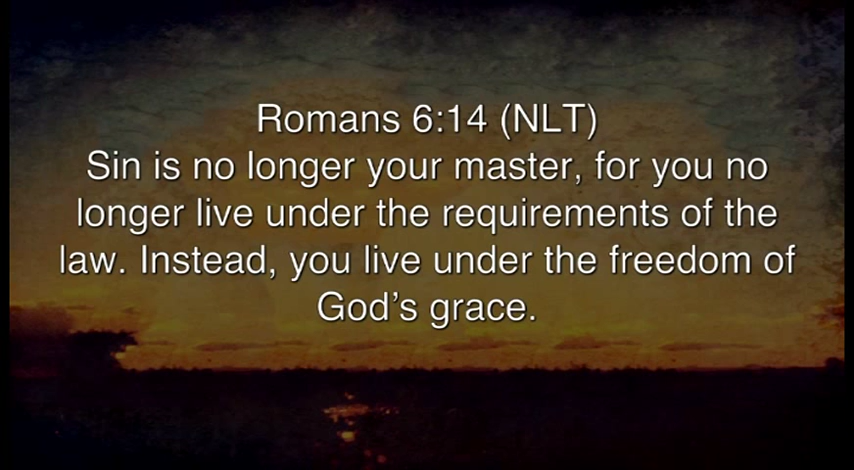 Romans 6:14 (NLT)
Sin is no longer your master, for you no
longer live under the requirements of the
law. Instead, you live under the freedom of
God’s grace.